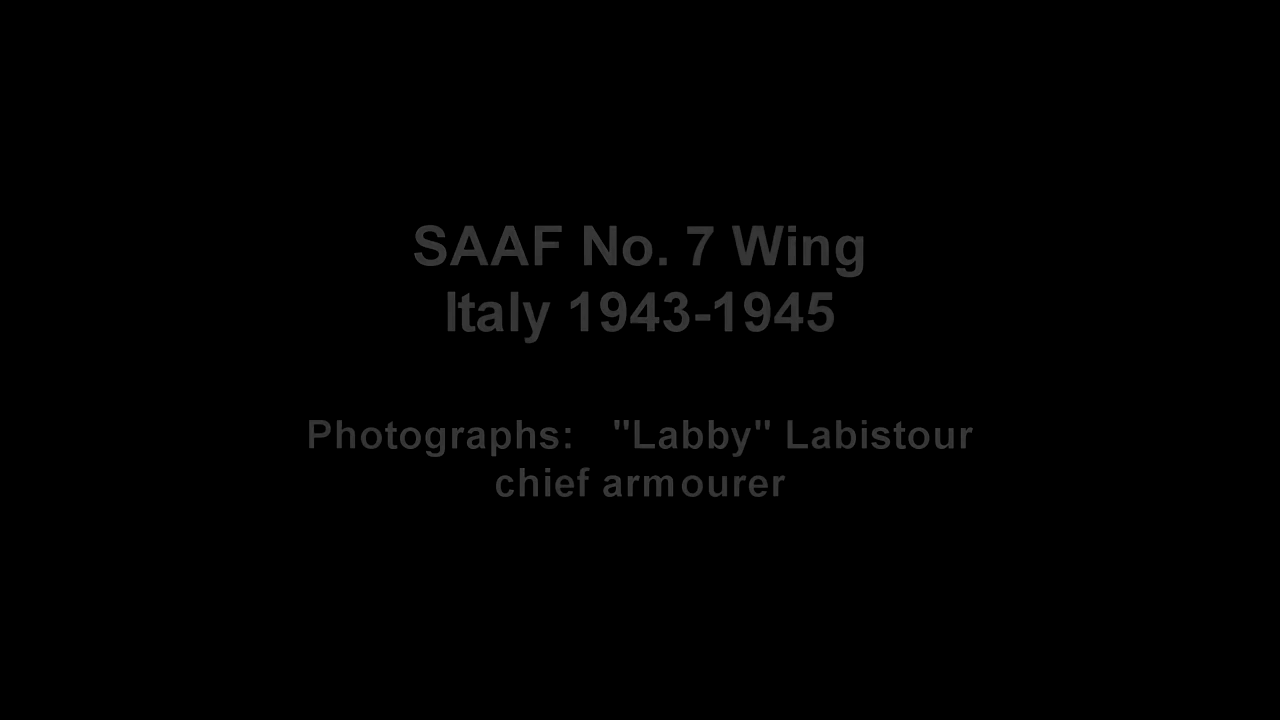 SAAF No. 7 Wing
Italy 1943-1945
Photographs: "Labby" Labistour
chief armourer